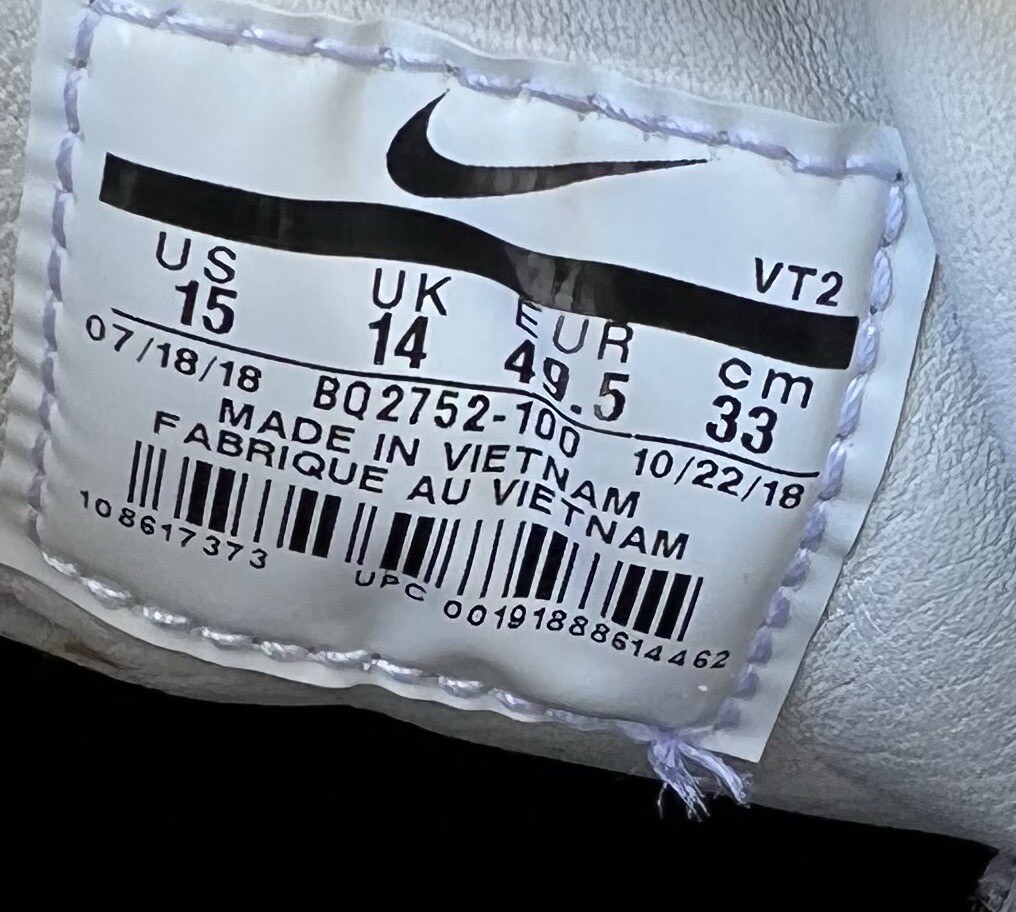 VT2
US UK EUR cm
15 14 49.5 33
07/18/18 BQ2752-100 10/22/18
MADE IN VIETNAM
FABRIQUE AU VIETNAM
108617373 UPC 00191888614462